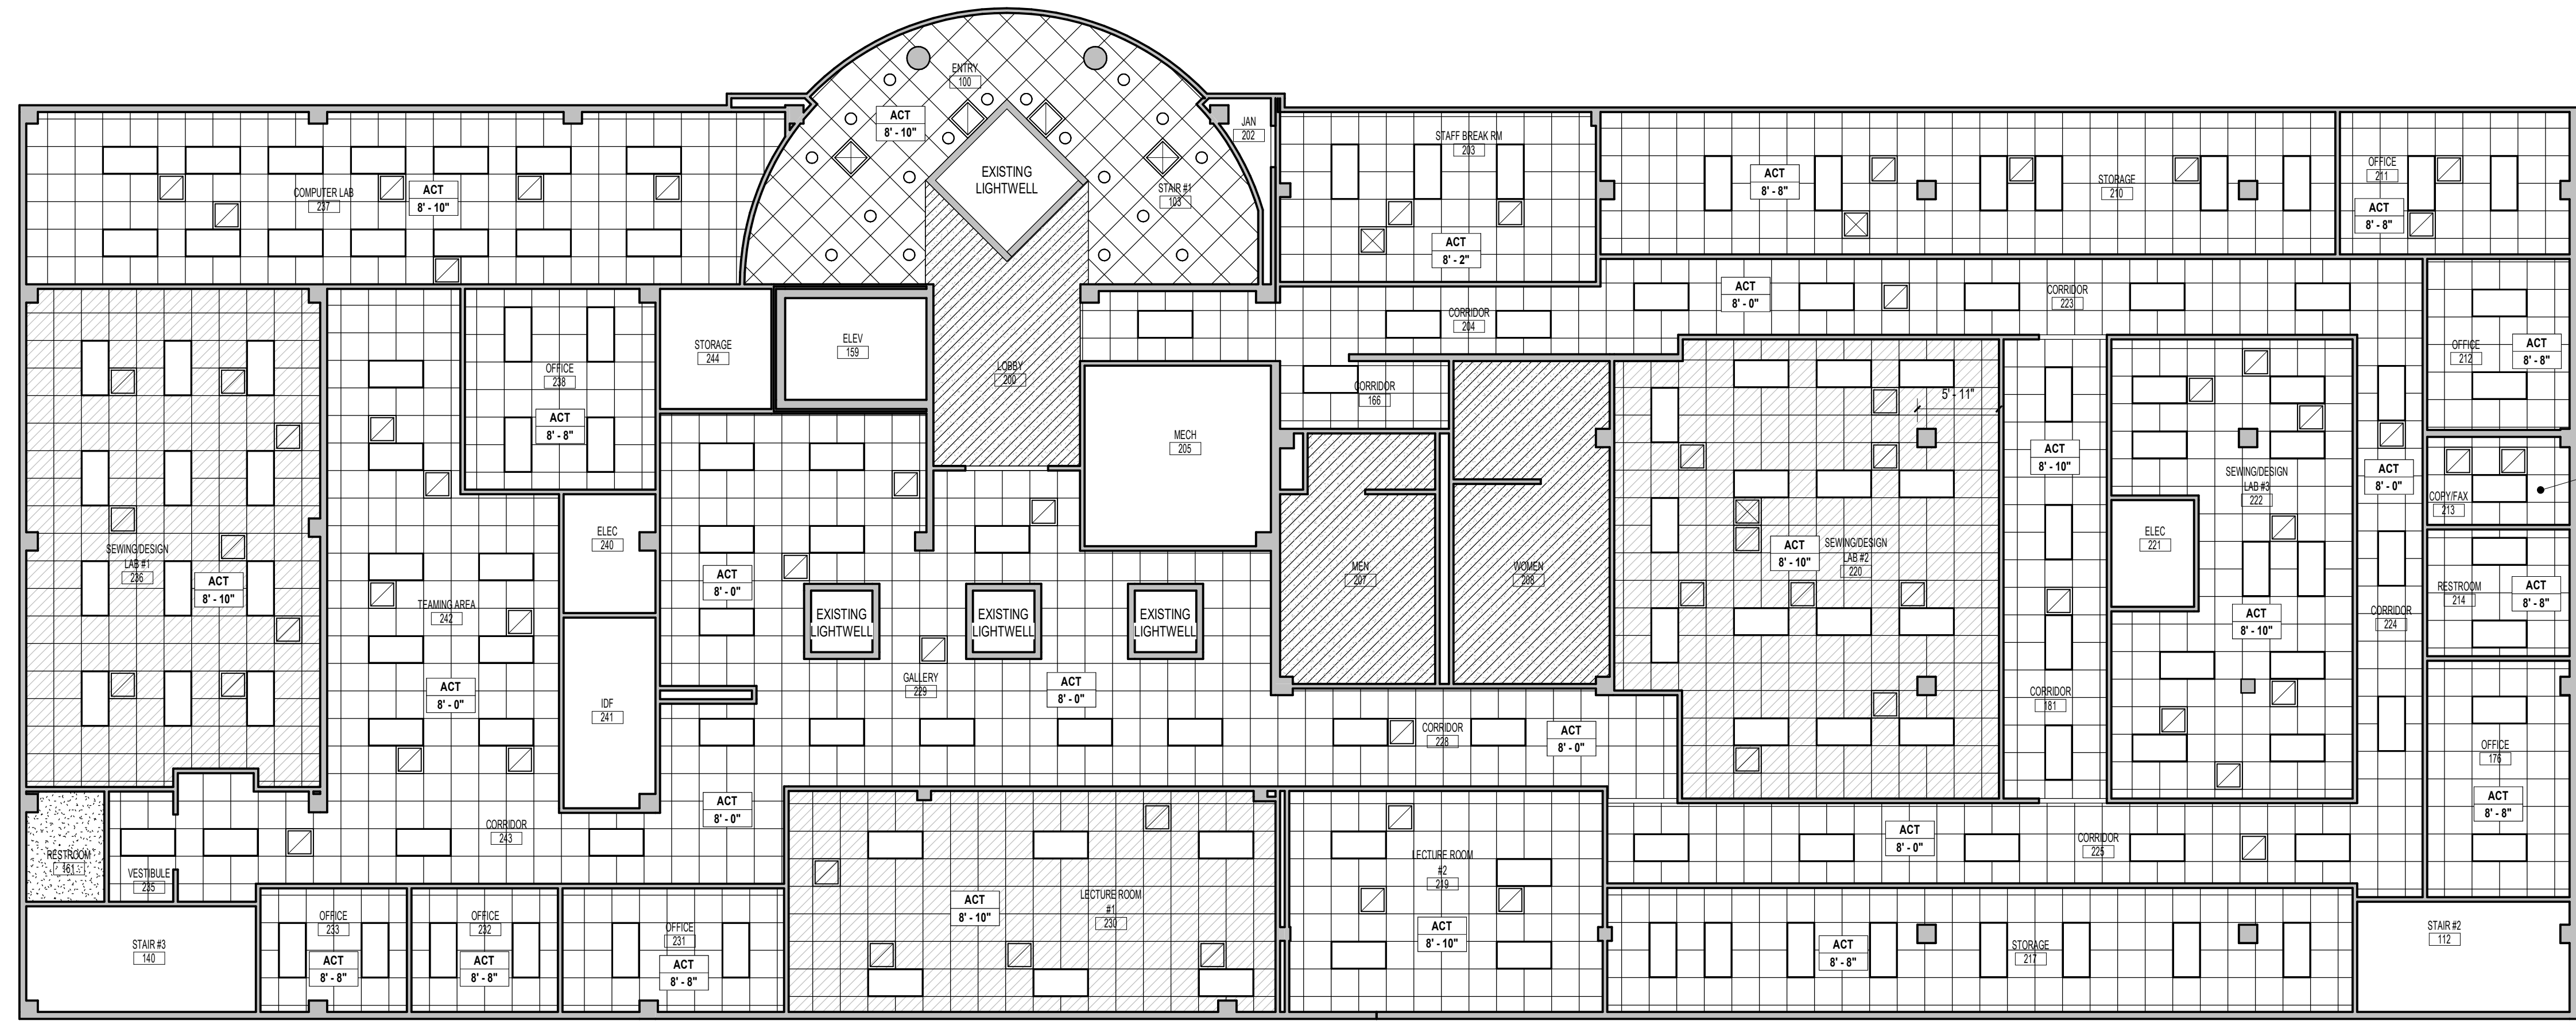 ENTRY
100
ACT
8' - 10"
EXISTING
LIGHTWELL
STAIR #1
103
JAN
202
COMPUTER LAB
237
ACT
8' - 10"
STAFF BREAK RM
203
ACT
8' - 2"
ACT
8' - 8"
STORAGE
210
OFFICE
211
ACT
8' - 8"
STORAGE
244
ELEV
159
LOBBY
200
CORRIDOR
204
ACT
8' - 0"
CORRIDOR
223
OFFICE
212
ACT
8' - 8"
OFFICE
238
ACT
8' - 8"
MECH
205
CORRIDOR
166
5' - 11"
ACT
8' - 10"
ACT
8' - 0"
SEWING/DESIGN
LAB #3
222
COPY/FAX
213
ELEC
240
ELEC
221
SEWING/DESIGN
LAB #1
236
ACT
8' - 10"
TEAMING AREA
242
ACT
8' - 0"
ACT
8' - 0"
EXISTING
LIGHTWELL
EXISTING
LIGHTWELL
EXISTING
LIGHTWELL
MEN
207
WOMEN
208
ACT
8' - 10"
SEWING/DESIGN
LAB #2
220
ACT
8' - 10"
CORRIDOR
224
RESTROOM
214
ACT
8' - 8"
IDF
241
GALLERY
229
ACT
8' - 0"
CORRIDOR
228
ACT
8' - 0"
CORRIDOR
181
OFFICE
176
ACT
8' - 8"
ACT
8' - 0"
CORRIDOR
243
RESTROOM
161
VESTIBULE
235
ACT
8' - 0"
CORRIDOR
225
LECTURE ROOM
#2
219
ACT
8' - 10"
ACT
8' - 10"
LECTURE ROOM
#1
230
STAIR #3
140
OFFICE
233
ACT
8' - 8"
OFFICE
232
ACT
8' - 8"
OFFICE
231
ACT
8' - 8"
ACT
8' - 8"
STORAGE
217
STAIR #2
112